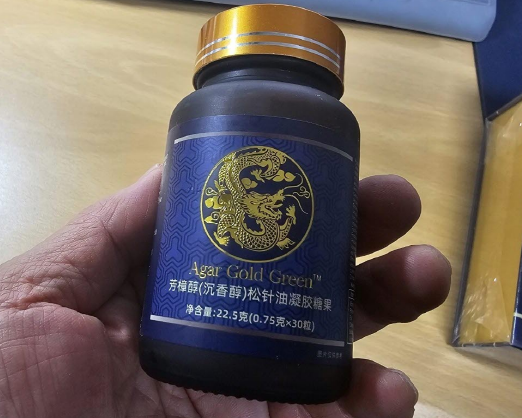 Agar Gold Green™
芳樟醇(沉香醇)松针油凝胶糖果
净含量:22.5克(0.75克×30粒)